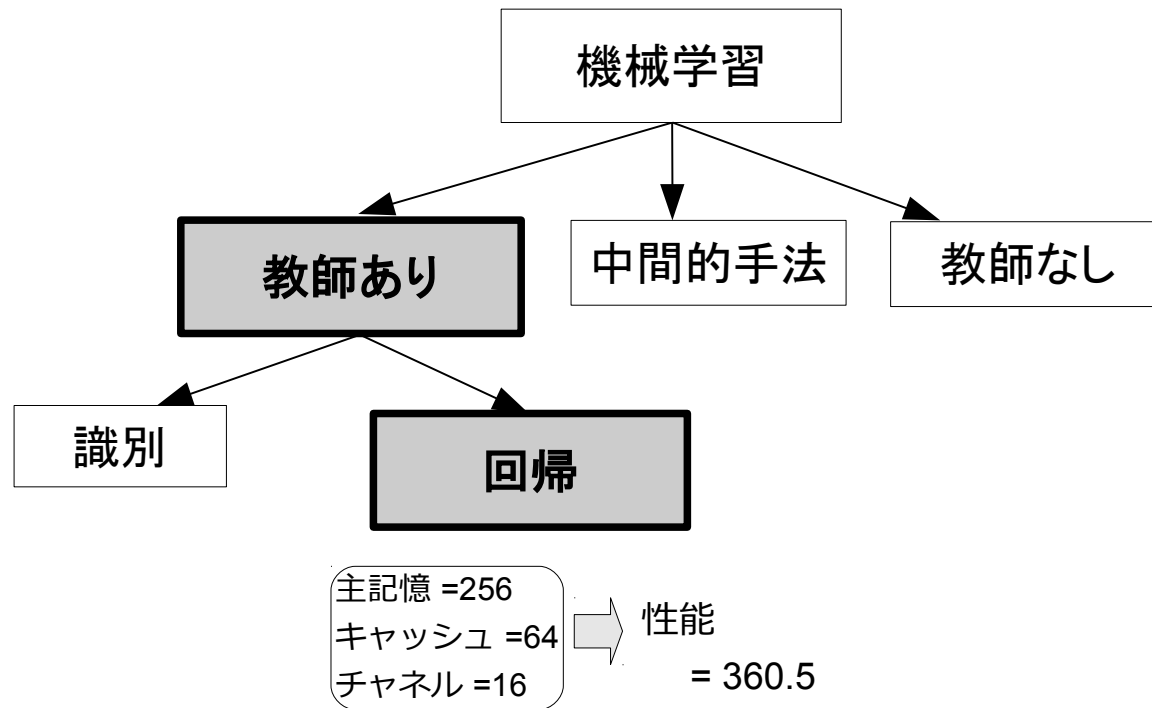 機械学習
教師あり
中間的手法
教師なし
識別
回帰
主記憶 =256
キャッシュ =64
チャネル =16
性能
= 360.5